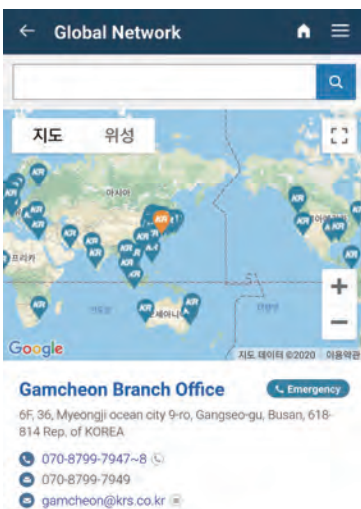 Global Network
지도 위성
아시아
Google
지도 데이터 ©2020 이용약관
Gamcheon Branch Office
Emergency
6F, 36, Myeongji ocean city 9-ro, Gangseo-gu, Busan, 618-
814 Rep. of KOREA
070-8799-7947~8
070-8799-7949
gamcheon@krs.co.kr